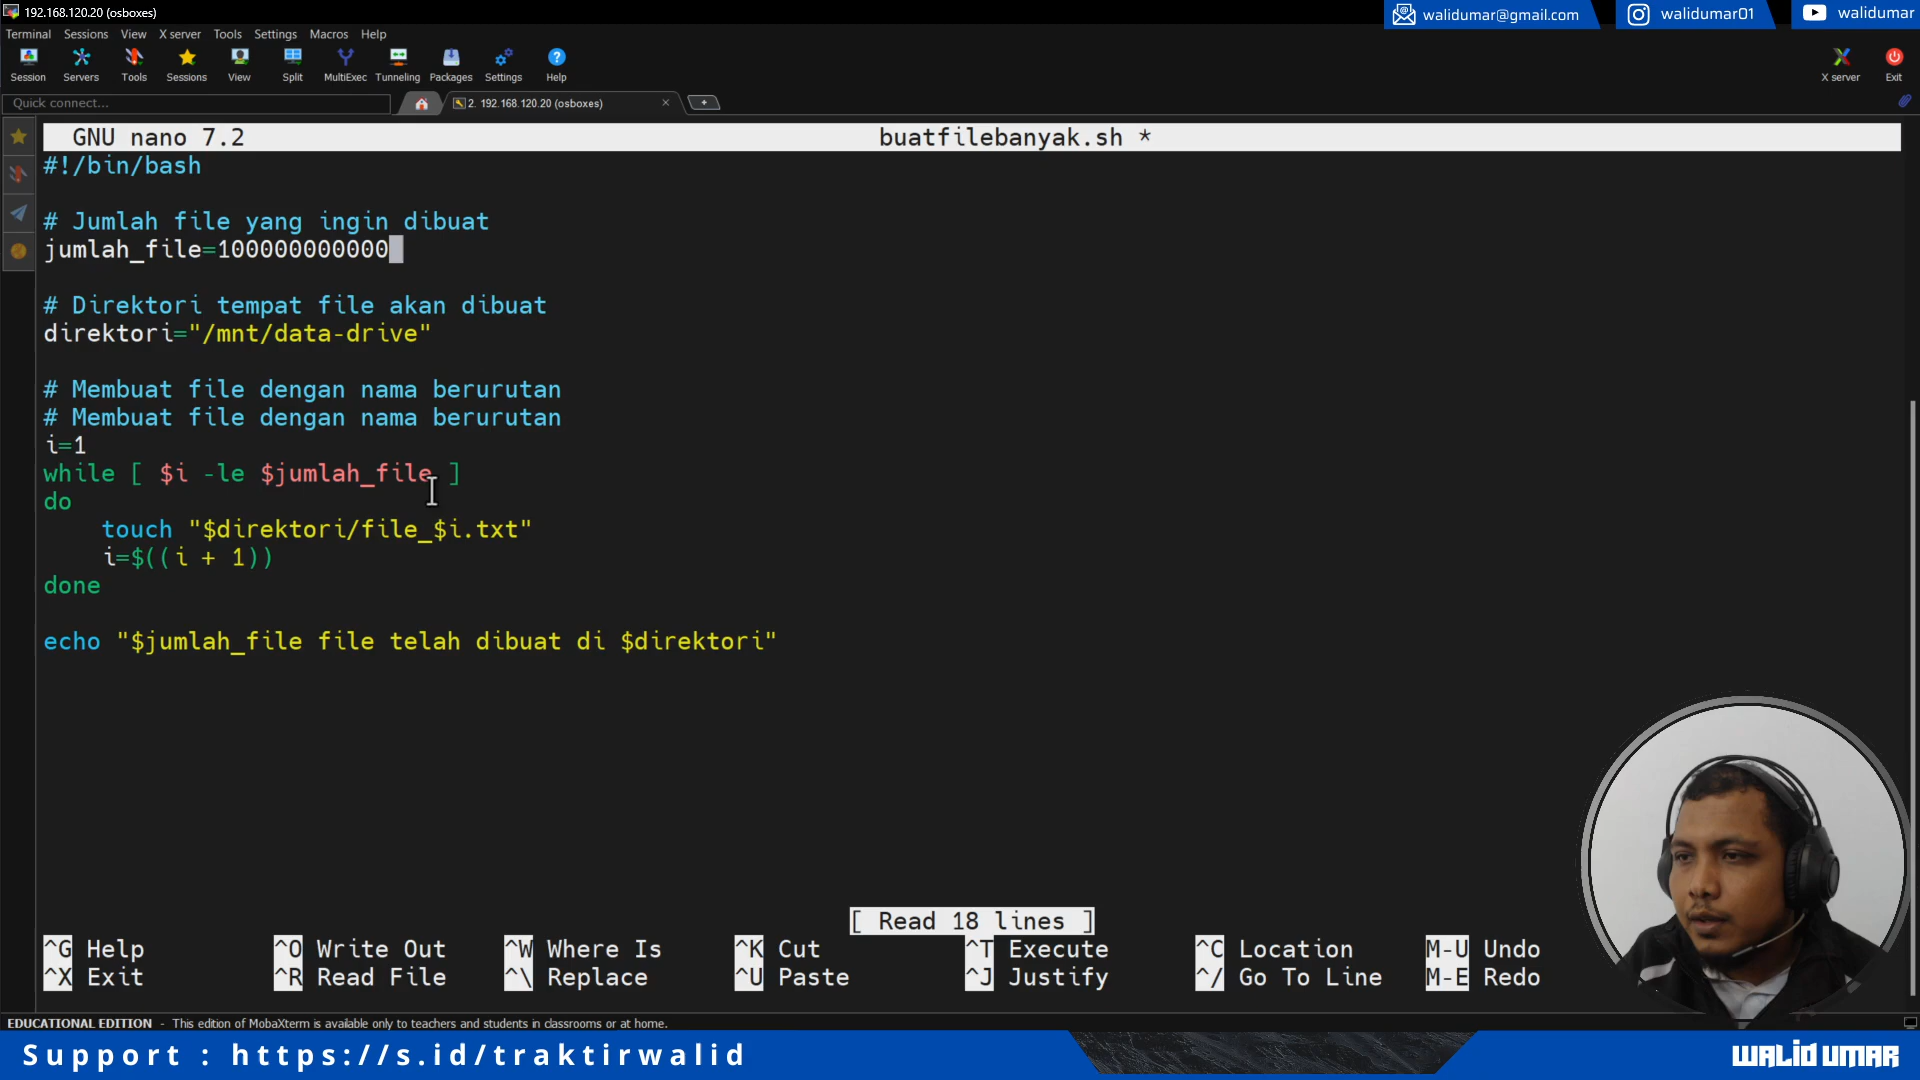 192.168.120.20 (osboxes)
walidumar@gmail.com
walidumar01
walidumar
Terminal Sessions View X server Tools Settings Macros Help
Session Servers Tools Sessions View Split MultiExec Tunneling Packages Settings Help X server Exit
Quick connect...
2. 192.168.120.20 (osboxes)
GNU nano 7.2 buatfilebanyak.sh *
#!/bin/bash
# Jumlah file yang ingin dibuat
jumlah_file=100000000000
# Direktori tempat file akan dibuat
direktori="/mnt/data-drive"
# Membuat file dengan nama berurutan
# Membuat file dengan nama berurutan
i=1
while [ $i -le $jumlah_file ]
do
touch "$direktori/file_$i.txt"
i=$((i + 1))
done
echo "$jumlah_file file telah dibuat di $direktori"
[ Read 18 lines ]
^G Help ^O Write Out ^W Where Is ^K Cut ^T Execute ^C Location M-U Undo
^X Exit ^R Read File ^\ Replace ^U Paste ^J Justify ^/ Go To Line M-E Redo
EDUCATIONAL EDITION - This edition of MobaXterm is available only to teachers and students in classrooms or at home.
Support : https://s.id/traktirwalid
WALID UMAR